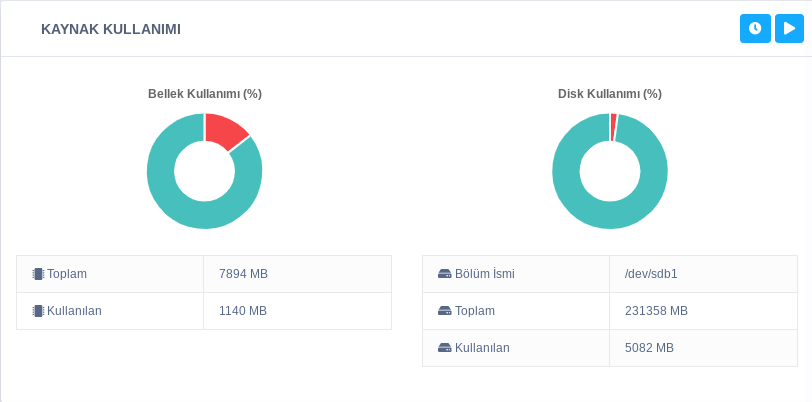 KAYNAK KULLANIMI
Bellek Kullanımı (%)
Toplam 7894 MB
Kullanılan 1140 MB
Disk Kullanımı (%)
Bölüm İsmi /dev/sdb1
Toplam 231358 MB
Kullanılan 5082 MB